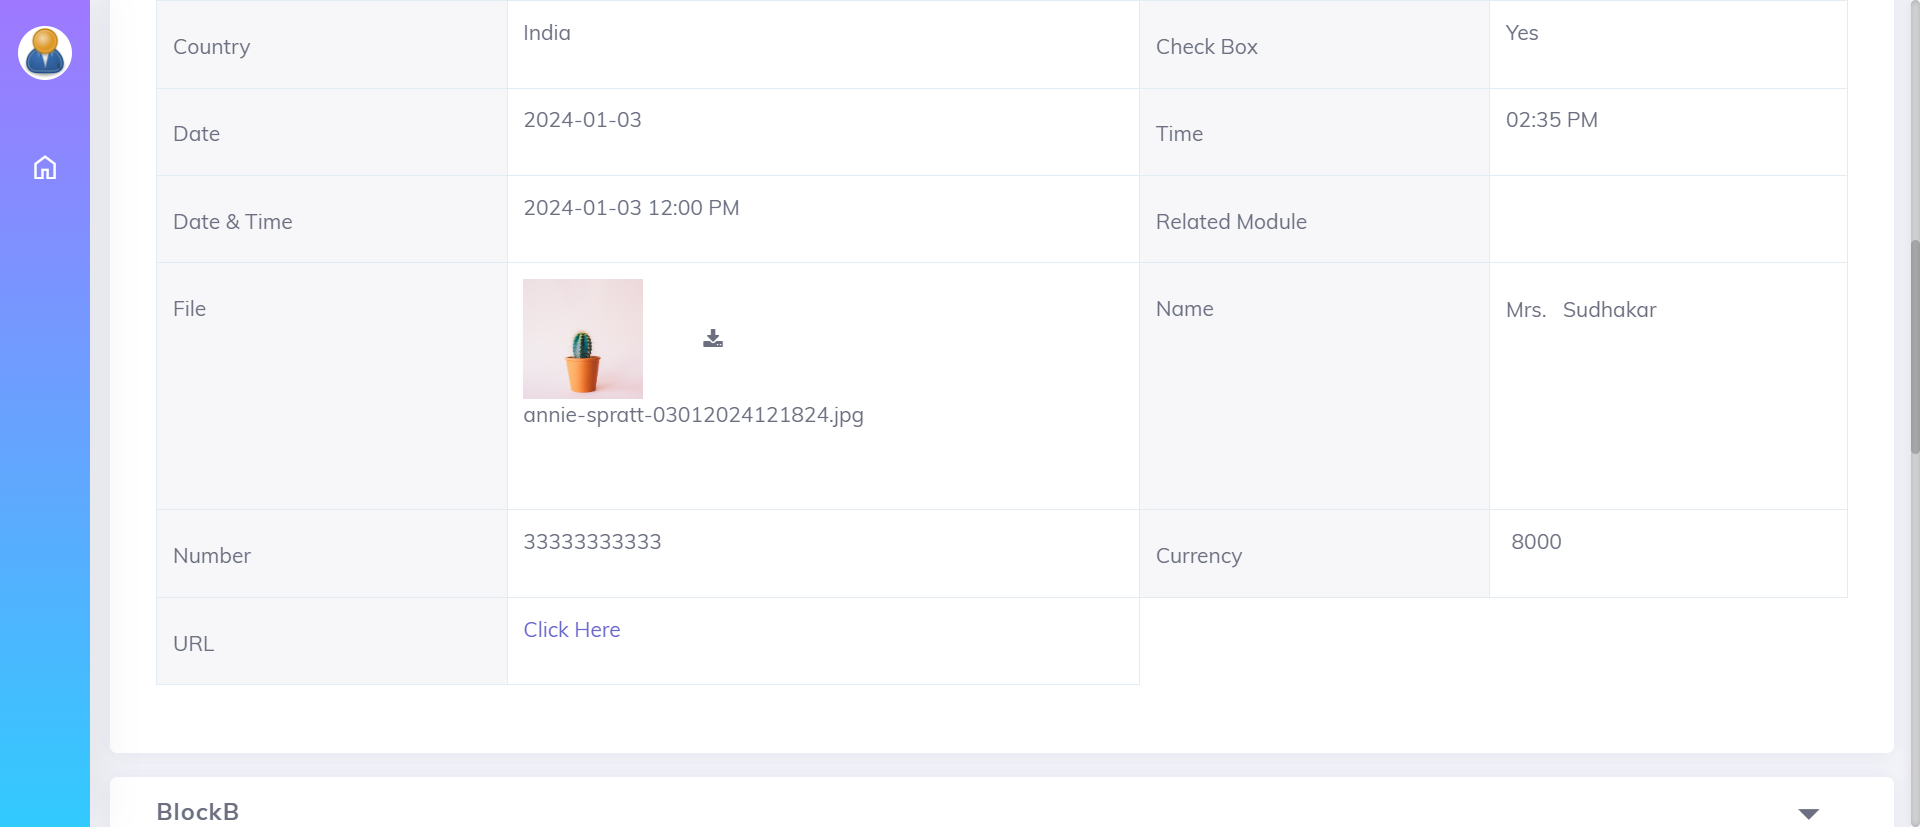 Country India Check Box Yes
Date 2024-01-03 Time 02:35 PM
Date & Time 2024-01-03 12:00 PM Related Module
File Name Mrs. Sudhakar
annie-spratt-03012024121824.jpg
Number 33333333333 Currency 8000
URL Click Here
BlockB